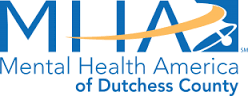 MHA
SM
Mental Health America
of Dutchess County